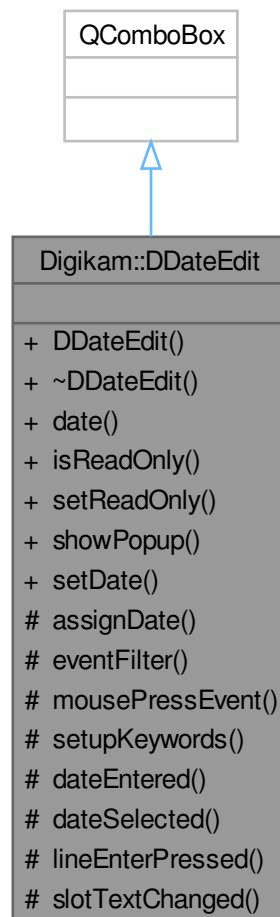 QComboBox
Digikam::DDateEdit
+ DDateEdit()
+ ~DDateEdit()
+ date()
+ isReadOnly()
+ setReadOnly()
+ showPopup()
+ setDate()
# assignDate()
# eventFilter()
# mousePressEvent()
# setupKeywords()
# dateEntered()
# dateSelected()
# lineEnterPressed()
# slotTextChanged()